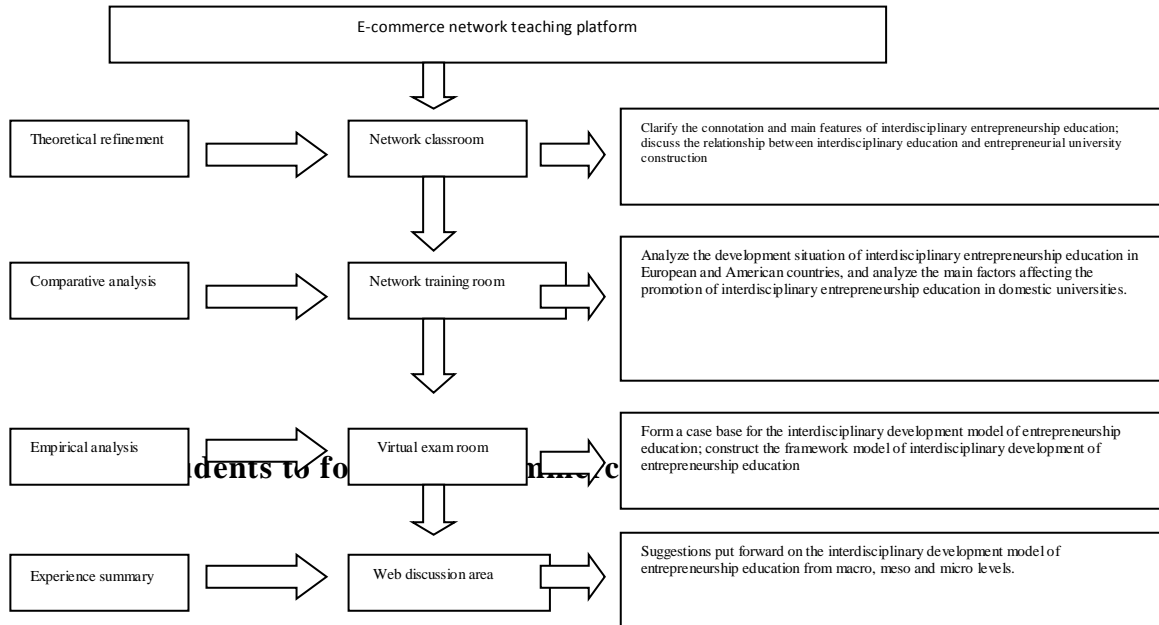 E-commerce network teaching platform
Theoretical refinement
Network classroom
Clarify the connotation and main features of interdisciplinary entrepreneurship education;
discuss the relationship between interdisciplinary education and entrepreneurial university
construction
Comparative analysis
Network training room
Analyze the development situation of interdisciplinary entrepreneurship education in
European and American countries, and analyze the main factors affecting the
promotion of interdisciplinary entrepreneurship education in domestic universities.
Empirical analysis
Virtual exam room
Form a case base for the interdisciplinary development model of entrepreneurship
education; construct the framework model of interdisciplinary development of
entrepreneurship education
to
Experience summary
Web discussion area
Suggestions put forward on the interdisciplinary development model of
entrepreneurship education from macro, meso and micro levels.